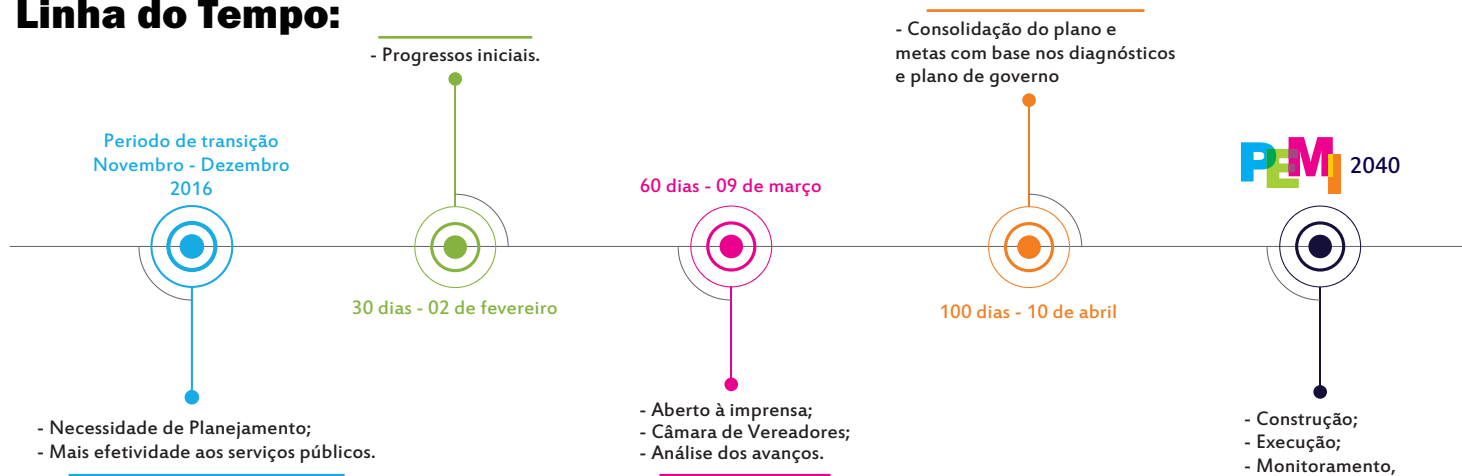 Linha do Tempo:
Periodo de transição
Novembro - Dezembro
2016
- Necessidade de Planejamento;
- Mais efetividade aos serviços públicos.
- Progressos iniciais.
30 dias - 02 de fevereiro
60 dias - 09 de março
- Aberto à imprensa;
- Câmara de Vereadores;
- Análise dos avanços.
- Consolidação do plano e
metas com base nos diagnósticos
e plano de governo
100 dias - 10 de abril
PEMI 2040
- Construção;
- Execução;
- Monitoramento,